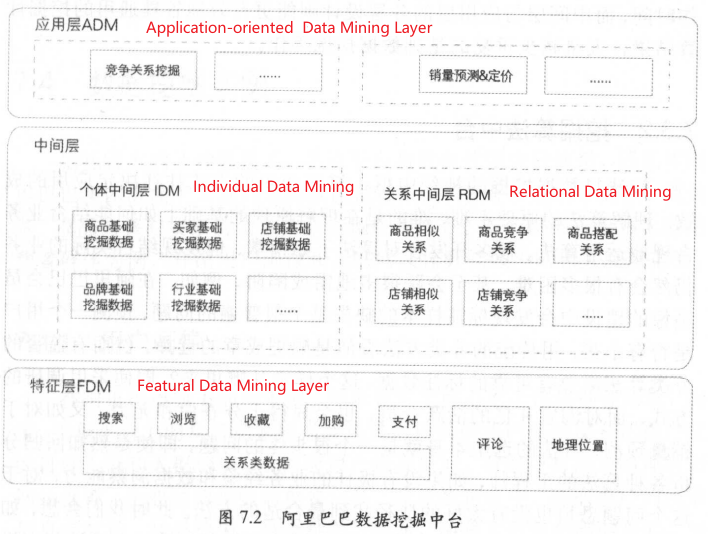 应用层ADM Application-oriented Data Mining Layer
竞争关系挖掘
......
销量预测&定价
......
中间层
个体中间层 IDM Individual Data Mining
关系中间层 RDM Relational Data Mining
商品基础
挖掘数据
买家基础
挖掘数据
店铺基础
挖掘数据
品牌基础
挖掘数据
行业基础
挖掘数据
......
商品相似
关系
商品竞争
关系
商品搭配
关系
店铺相似
关系
店铺竞争
关系
......
特征层FDM Featural Data Mining Layer
搜索
浏览
收藏
加购
支付
关系类数据
评论
地理位置
图 7.2 阿里巴巴数据挖掘中台